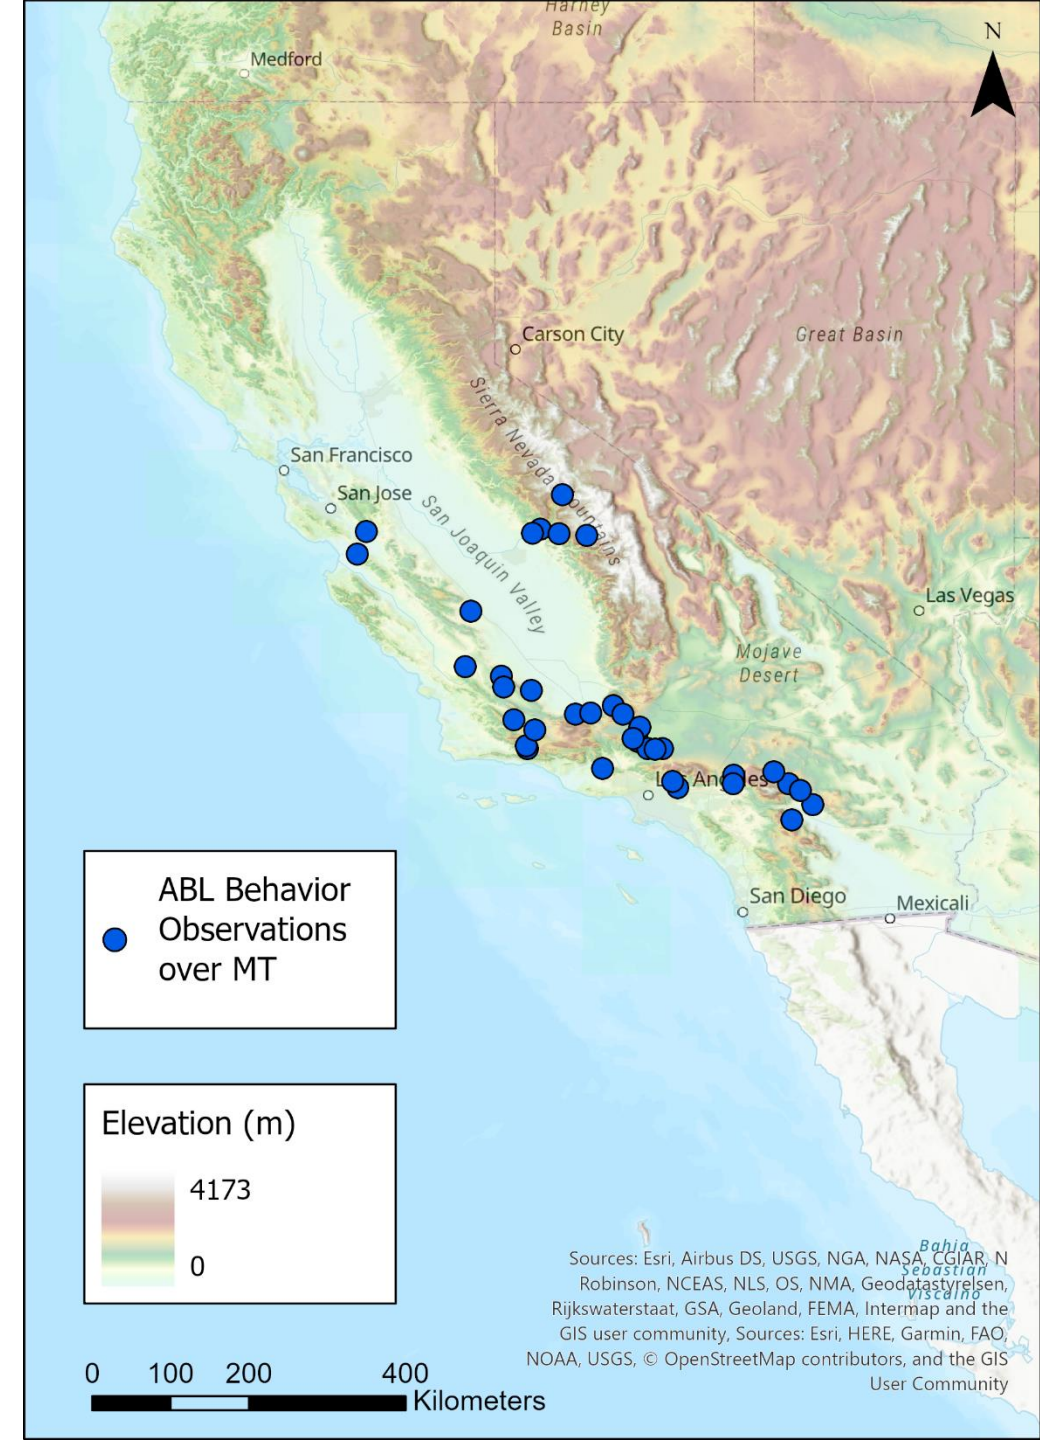 Harney
Basin
N
Medford
Carson City
Great Basin
Sierra Nevada Mountains
San Francisco
San Jose
San Joaquin Valley
Las Vegas
Mojave
Desert
Los Angeles
San Diego
Mexicali
ABL Behavior
Observations
over MT
Elevation (m)
4173
0
Bahia
Sebastian
Viscaino
Sources: Esri, Airbus DS, USGS, NGA, NASA, CGIAR, N
Robinson, NCEAS, NLS, OS, NMA, Geodatastyrelsen,
Rijkswaterstaat, GSA, Geoland, FEMA, Intermap and the
GIS user community, Sources: Esri, HERE, Garmin, FAO,
NOAA, USGS, © OpenStreetMap contributors, and the GIS
User Community
0 100 200 400
Kilometers